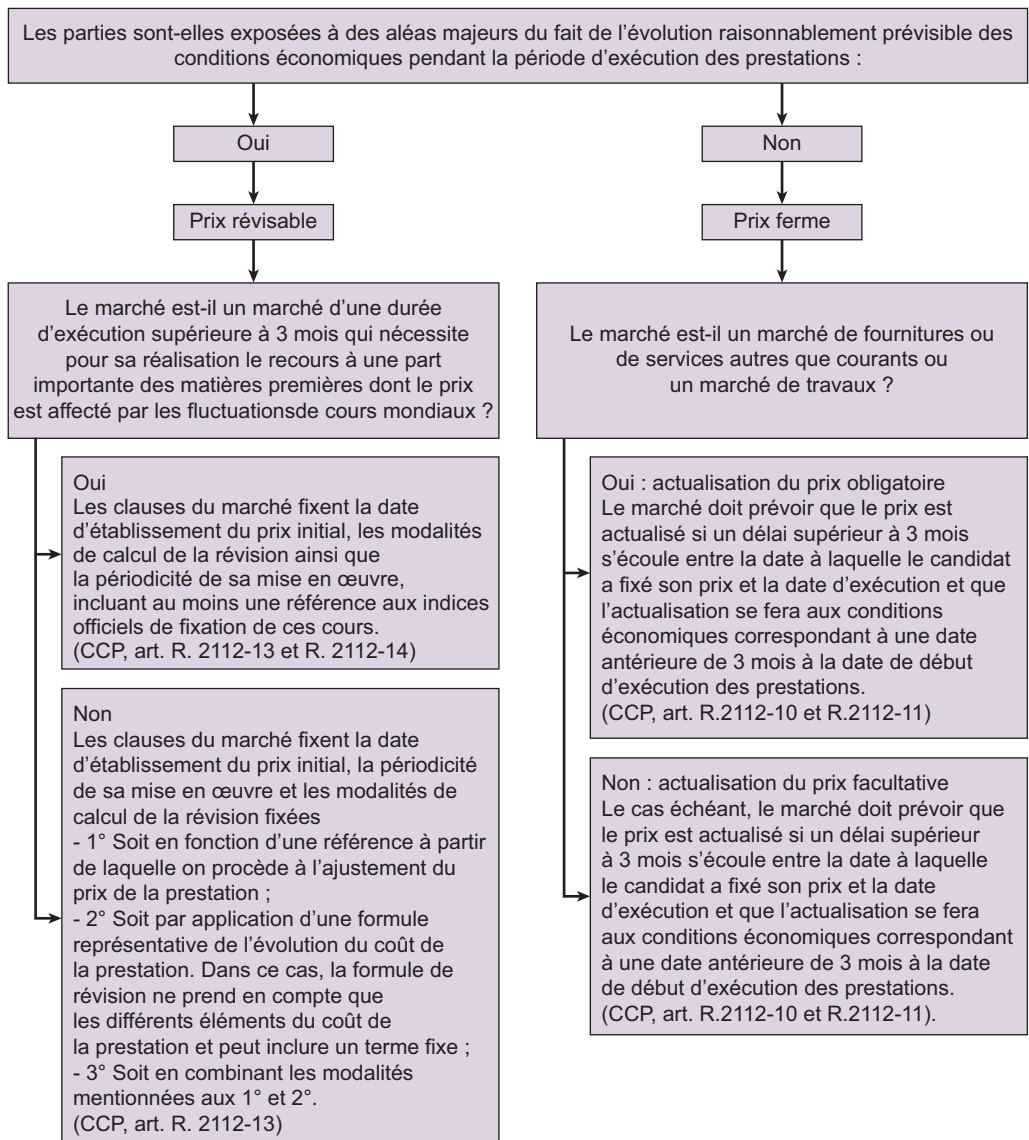 Les parties sont-elles exposées à des aléas majeurs du fait de l'évolution raisonnablement prévisible des
conditions économiques pendant la période d'exécution des prestations :
Oui
Non
Prix révisable
Prix ferme
Le marché est-il un marché d'une durée
d'exécution supérieure à 3 mois qui nécessite
pour sa réalisation le recours à une part
importante des matières premières dont le prix
est affecté par les fluctuationsde cours mondiaux ?
Le marché est-il un marché de fournitures ou
de services autres que courants ou
un marché de travaux ?
Oui
Les clauses du marché fixent la date
d'établissement du prix initial, les modalités
de calcul de la révision ainsi que
la périodicité de sa mise en œuvre,
incluant au moins une référence aux indices
officiels de fixation de ces cours.
(CCP, art. R. 2112-13 et R. 2112-14)
Non
Les clauses du marché fixent la date
d'établissement du prix initial, la périodicité
de sa mise en œuvre et les modalités de
calcul de la révision fixées
- 1° Soit en fonction d'une référence à partir
de laquelle on procède à l'ajustement du
prix de la prestation ;
- 2° Soit par application d'une formule
représentative de l'évolution du coût de
la prestation. Dans ce cas, la formule de
révision ne prend en compte que
les différents éléments du coût de
la prestation et peut inclure un terme fixe ;
- 3° Soit en combinant les modalités
mentionnées aux 1° et 2°.
(CCP, art. R. 2112-13)
Oui : actualisation du prix obligatoire
Le marché doit prévoir que le prix est
actualisé si un délai supérieur à 3 mois
s'écoule entre la date à laquelle le candidat
a fixé son prix et la date d'exécution et que
l'actualisation se fera aux conditions
économiques correspondant à une date
antérieure de 3 mois à la date de début
d'exécution des prestations.
(CCP, art. R.2112-10 et R.2112-11)
Non : actualisation du prix facultative
Le cas échéant, le marché doit prévoir que
le prix est actualisé si un délai supérieur
à 3 mois s'écoule entre la date à laquelle
le candidat a fixé son prix et la date
d'exécution et que l'actualisation se fera
aux conditions économiques correspondant
à une date antérieure de 3 mois à la date
de début d'exécution des prestations.
(CCP, art. R.2112-10 et R.2112-11).